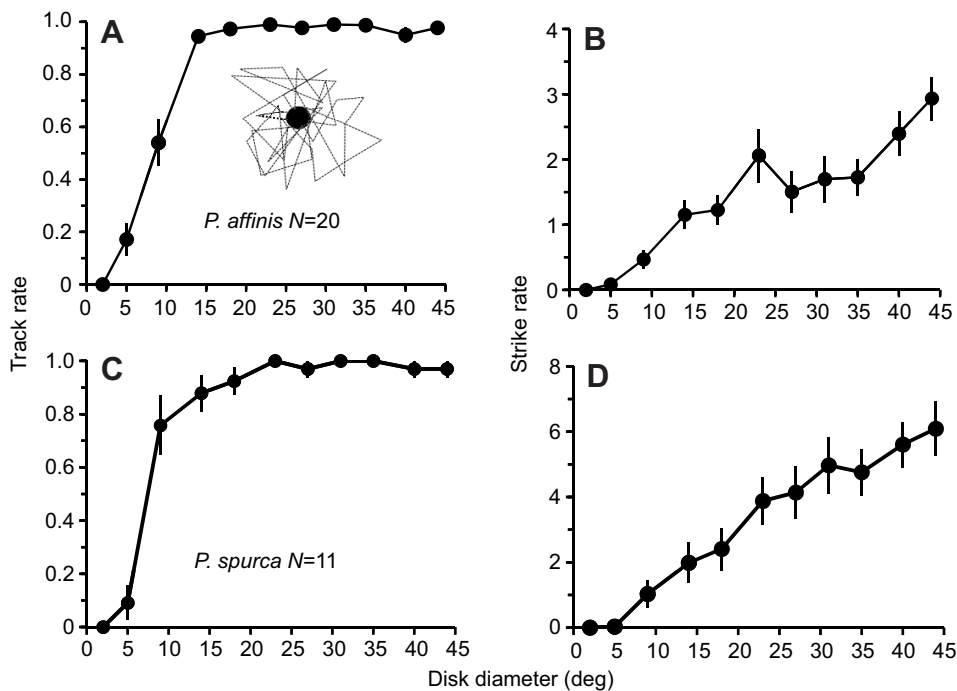 A
1.0
0.8
0.6
0.4
0.2
0
0 5 10 15 20 25 30 35 40 45
P. affinis N=20
B
4
3
2
1
0
0 5 10 15 20 25 30 35 40 45
Track rate
Strike rate
C
1.0
0.8
0.6
0.4
0.2
0
0 5 10 15 20 25 30 35 40 45
P. spurca N=11
D
8
6
4
2
0
0 5 10 15 20 25 30 35 40 45
Disk diameter (deg)